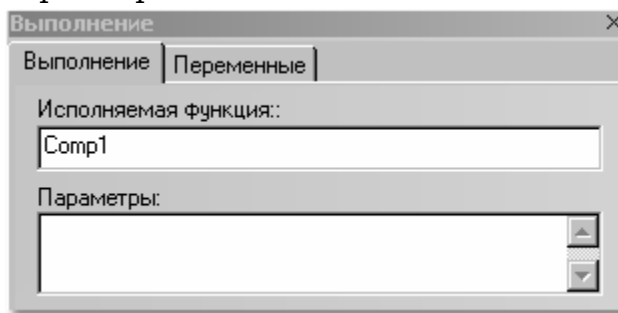 Выполнение
Выполнение Переменные
Исполняемая функция::
Comp1
Параметры: